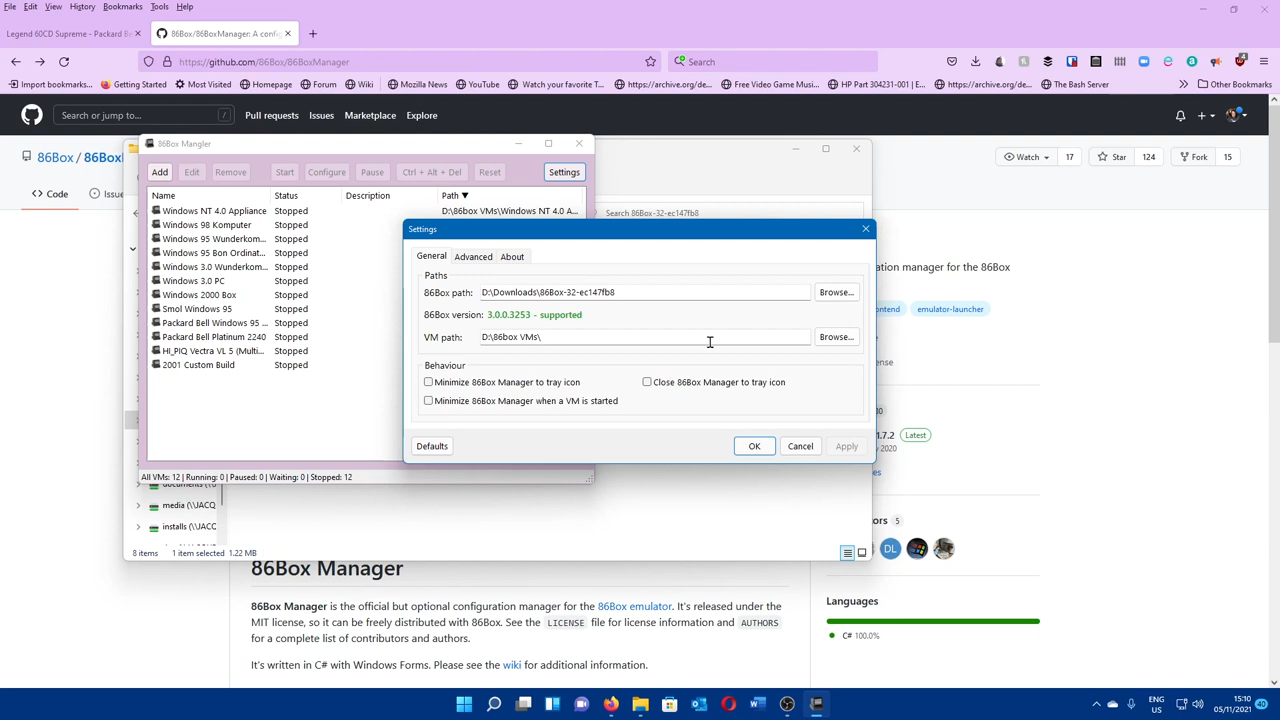 File Edit View History Bookmarks Tools Help
Legend 60CD Supreme - Packard Be
86Box/86BoxManager: A config
https://github.com/86Box/86BoxManager
Search
Import bookmarks... Getting Started Most Visited Homepage Forum Wiki Mozilla News YouTube Watch your favorite T... https://archive.org/de... Free Video Game Musi... HP Part 304231-001 |... https://archive.org/de... The Bash Server Other Bookmarks
Search or jump to... /
Pull requests Issues Marketplace Explore
86Box / 86Box
Watch 17 Star 124 Fork 15
Code Issue
86Box Mangler
Add Edit Remove Start Configure Pause Ctrl + Alt + Del Reset Settings
Name Status Description Path
Windows NT 4.0 Appliance Stopped D:\86box VMs\Windows NT 4.0 A...
Windows 98 Komputer Stopped
Windows 95 Wunderkom... Stopped
Windows 95 Bon Ordinat... Stopped
Windows 3.0 Wunderkom... Stopped
Windows 3.0 PC Stopped
Windows 2000 Box Stopped
Smol Windows 95 Stopped
Packard Bell Windows 95 ... Stopped
Packard Bell Platinum 2240 Stopped
HI_PIQ Vectra VL 5 (Multi... Stopped
2001 Custom Build Stopped
All VMs: 12 | Running: 0 | Paused: 0 | Waiting: 0 | Stopped: 12
Search 86Box-32-ec147fb8
Settings
General Advanced About
Paths
86Box path: D:\Downloads\86Box-32-ec147fb8 Browse...
86Box version: 3.0.0.3253 - supported
VM path: D:\86box VMs\ Browse...
Behaviour
Minimize 86Box Manager to tray icon Close 86Box Manager to tray icon
Minimize 86Box Manager when a VM is started
Defaults OK Cancel Apply
media (\\JACQ
installs (\\JACK
8 items 1 item selected 1.22 MB
ation manager for the 86Box
ontend emulator-launcher
ense
.7.2 Latest
2020
ors 5
DL
86Box Manager
86Box Manager is the official but optional configuration manager for the 86Box emulator. It's released under the
MIT license, so it can be freely distributed with 86Box. See the LICENSE file for license information and AUTHORS
for a complete list of contributors and authors.
It's written in C# with Windows Forms. Please see the wiki for additional information.
Languages
C# 100.0%
ENG
US
15:10
05/11/2021